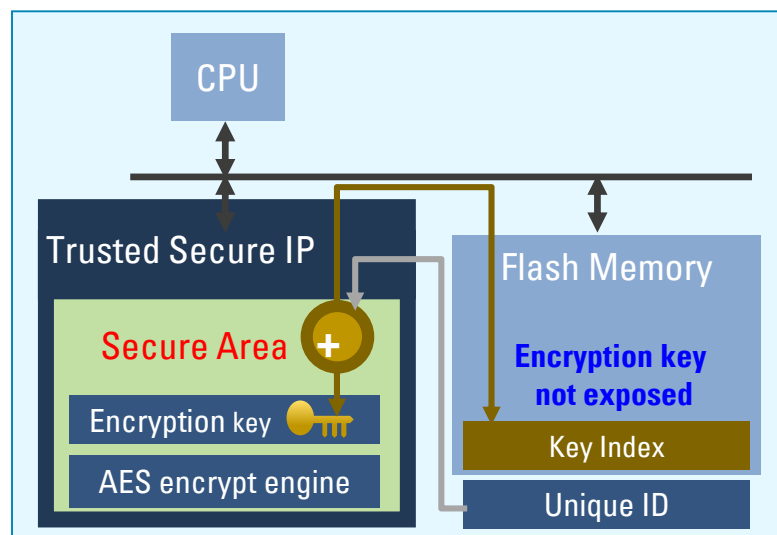 CPU
Trusted Secure IP
Flash Memory
Secure Area
+
Encryption key
not exposed
Encryption key
Key Index
AES encrypt engine
Unique ID